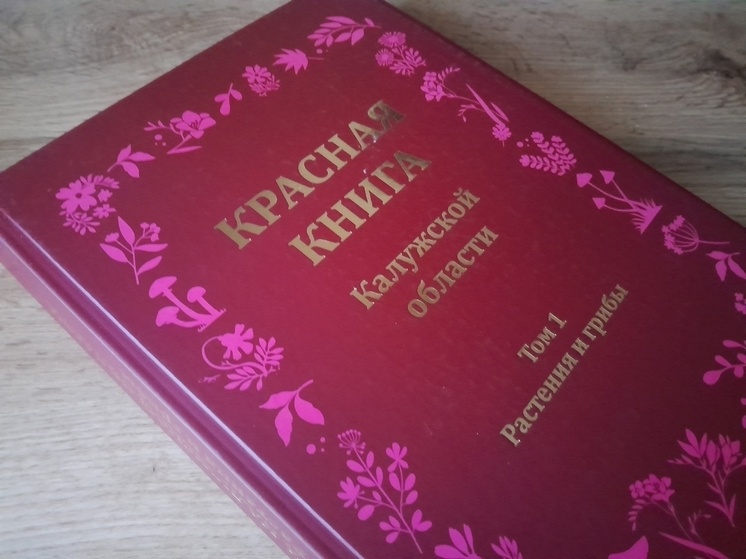 КРАСНАЯ
КНИГА
Калужской
области
Том 1
Растения и грибы